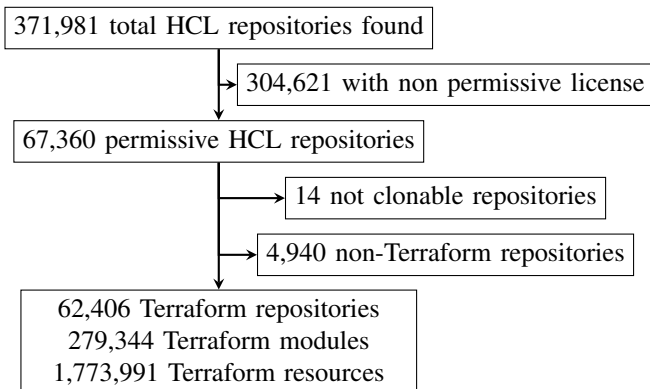 371,981 total HCL repositories found
304,621 with non permissive license
67,360 permissive HCL repositories
14 not clonable repositories
4,940 non-Terraform repositories
62,406 Terraform repositories
279,344 Terraform modules
1,773,991 Terraform resources